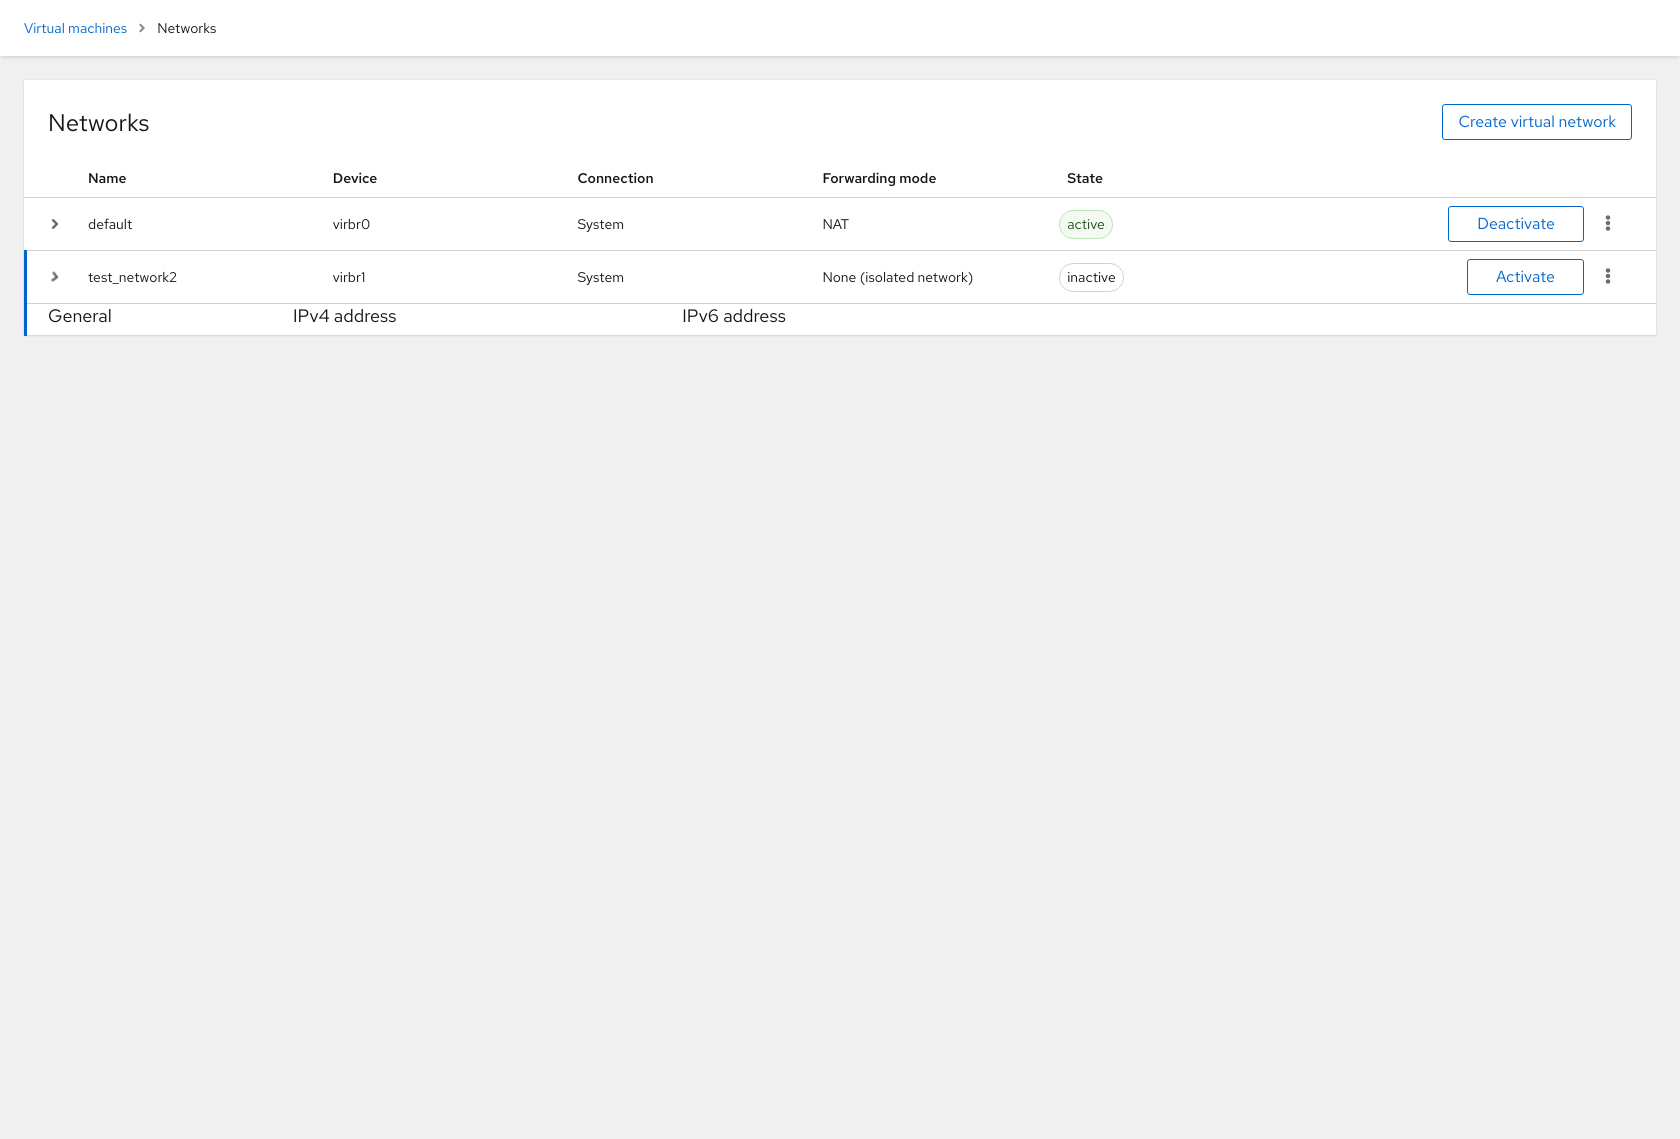 Virtual machines > Networks
Networks
Create virtual network
Name Device Connection Forwarding mode State
default virbr0 System NAT active Deactivate
test_network2 virbr1 System None (isolated network) inactive Activate
General IPv4 address IPv6 address